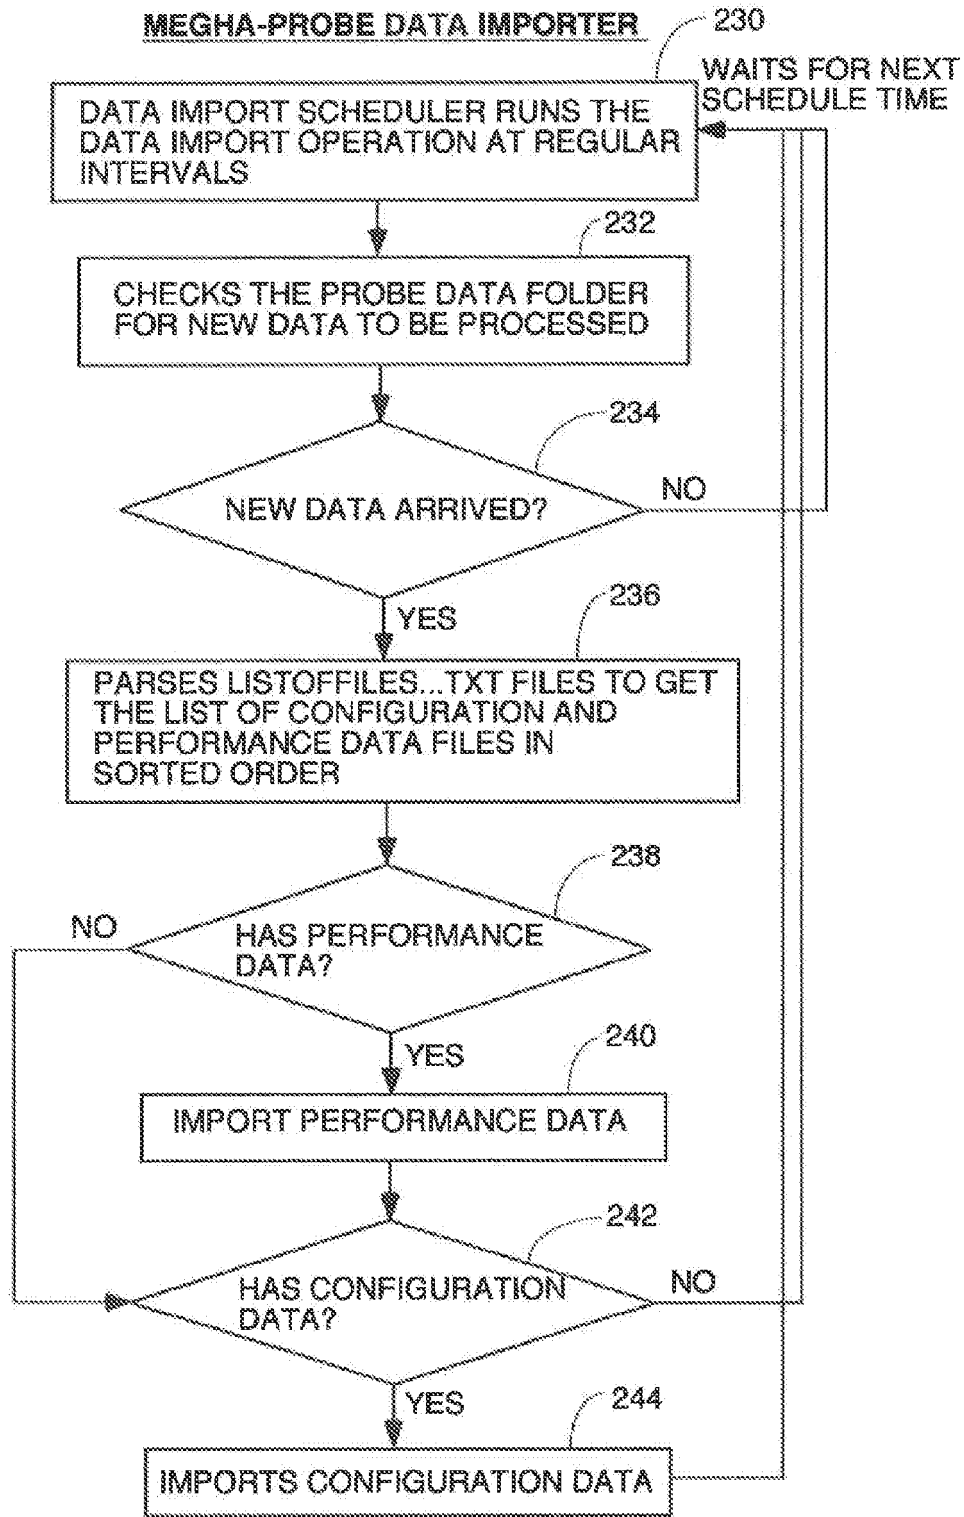 MEGHA-PROBE DATA IMPORTER
230
WAITS FOR NEXT
SCHEDULE TIME
DATA IMPORT SCHEDULER RUNS THE
DATA IMPORT OPERATION AT REGULAR
INTERVALS
232
CHECKS THE PROBE DATA FOLDER
FOR NEW DATA TO BE PROCESSED
234
NEW DATA ARRIVED?
NO
YES
236
PARSES LISTOFFILES...TXT FILES TO GET
THE LIST OF CONFIGURATION AND
PERFORMANCE DATA FILES IN
SORTED ORDER
238
NO
HAS PERFORMANCE
DATA?
YES
240
IMPORT PERFORMANCE DATA
242
HAS CONFIGURATION
DATA?
NO
YES
244
IMPORTS CONFIGURATION DATA